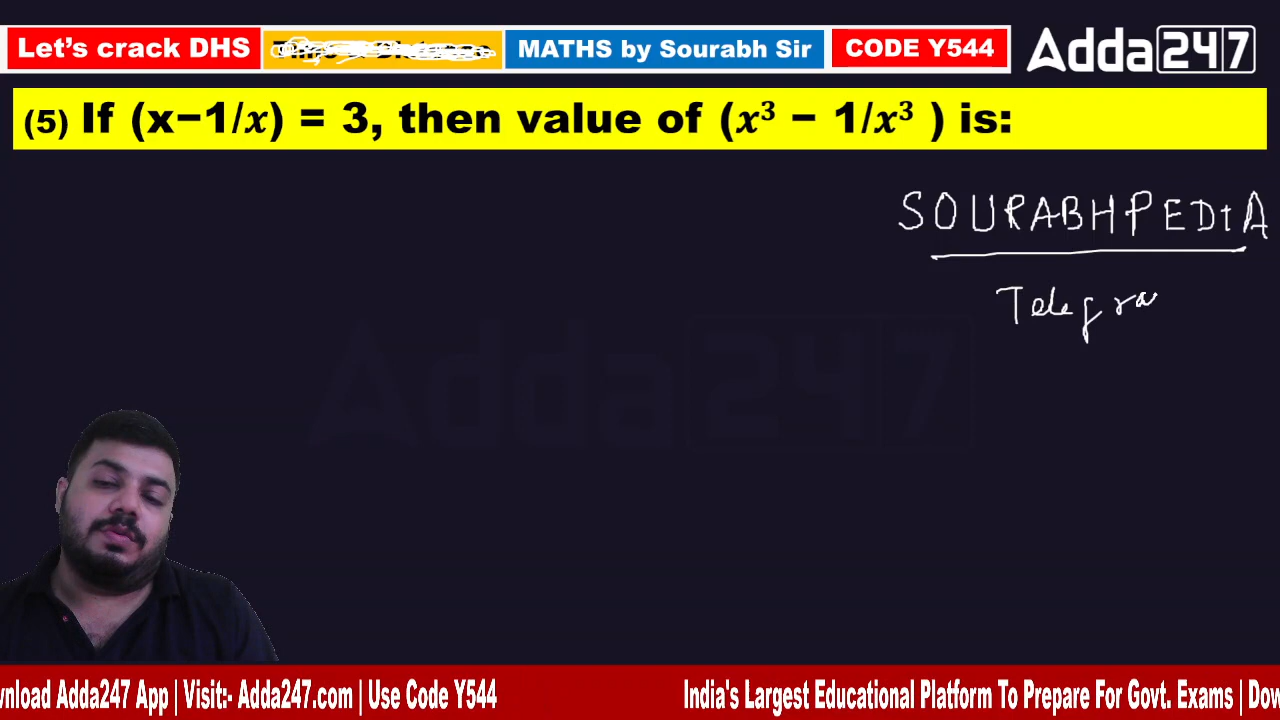 Let's crack DHS
MATHS by Sourabh Sir
CODE Y544
Adda247
(5) If (x−1/x) = 3, then value of (x³ − 1/x³ ) is:
SOURABHPEDIA
Telegra
Adda247
wnload Adda247 App | Visit:- Adda247.com | Use Code Y544
India's Largest Educational Platform To Prepare For Govt. Exams | Dow